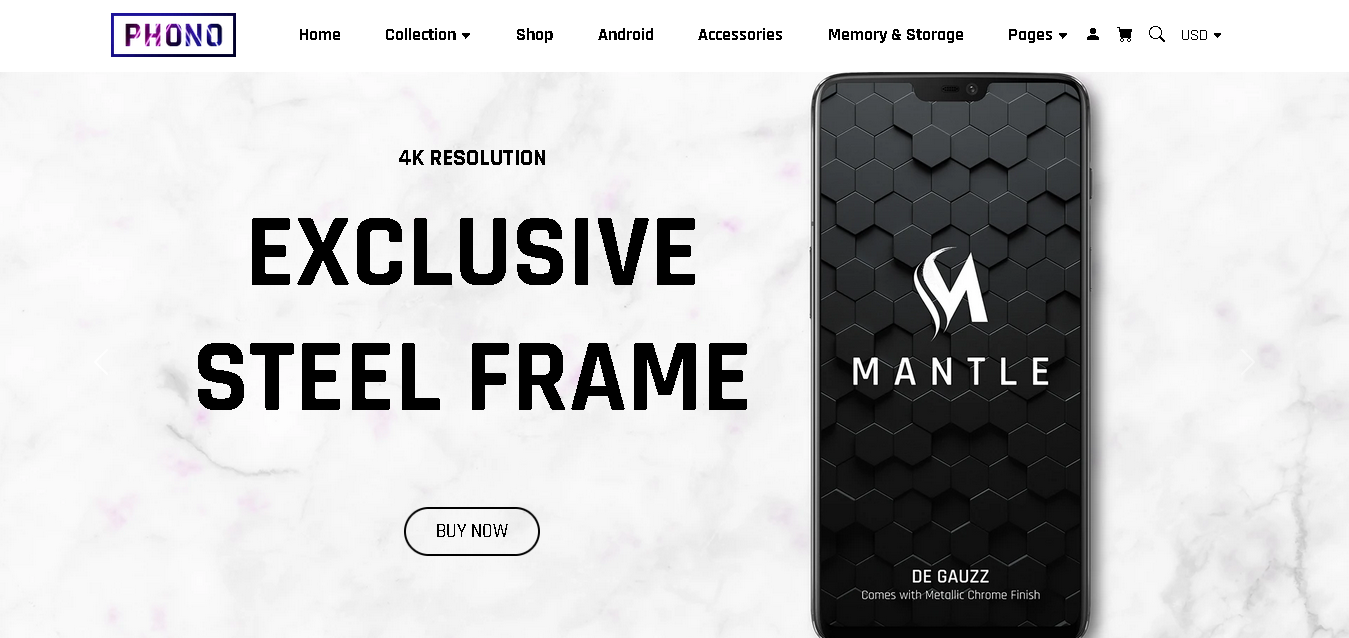 PHONO
Home Collection Shop Android Accessories Memory & Storage Pages USD
4K RESOLUTION
EXCLUSIVE
STEEL FRAME
BUY NOW
M
MANTLE
DE GAUZZ
Comes with Metallic Chrome Finish